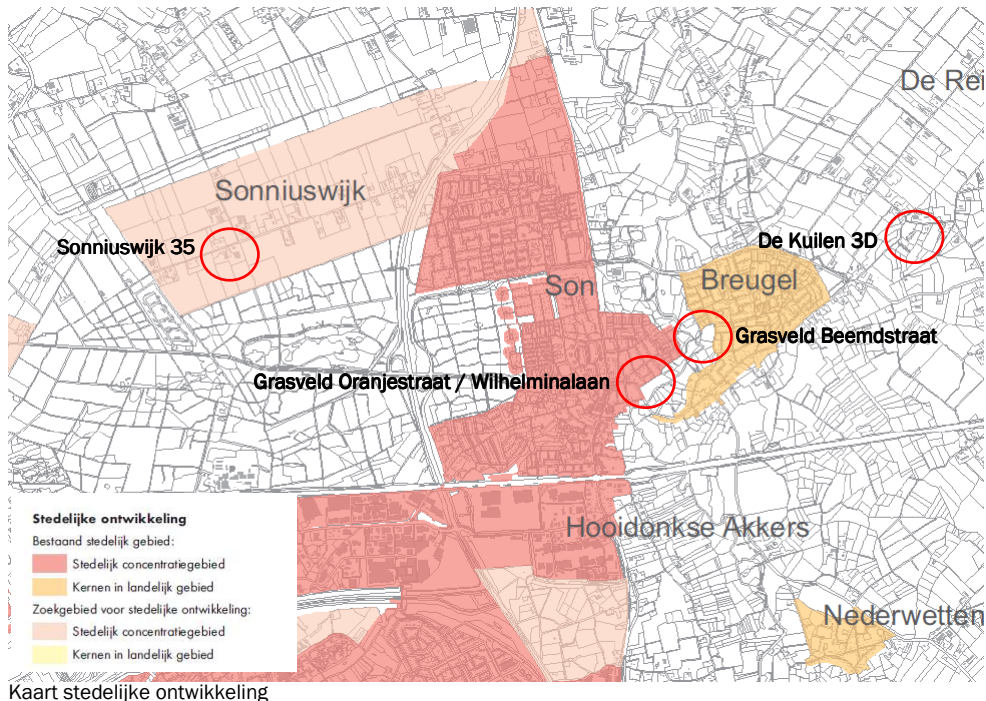 De Rei
Sonniuswijk
Sonniuswijk 35
De Kuilen 3D
Breugel
Son
Grasveld Beemdstraat
Grasveld Oranjestraat / Wilhelminalaan
Hooidonkse Akkers
Stedelijke ontwikkeling
Bestaand stedelijk gebied:
Stedelijk concentratiegebied
Kernen in landelijk gebied
Zoekgebied voor stedelijke ontwikkeling:
Stedelijk concentratiegebied
Kernen in landelijk gebied
Nederwetten
Kaart stedelijke ontwikkeling